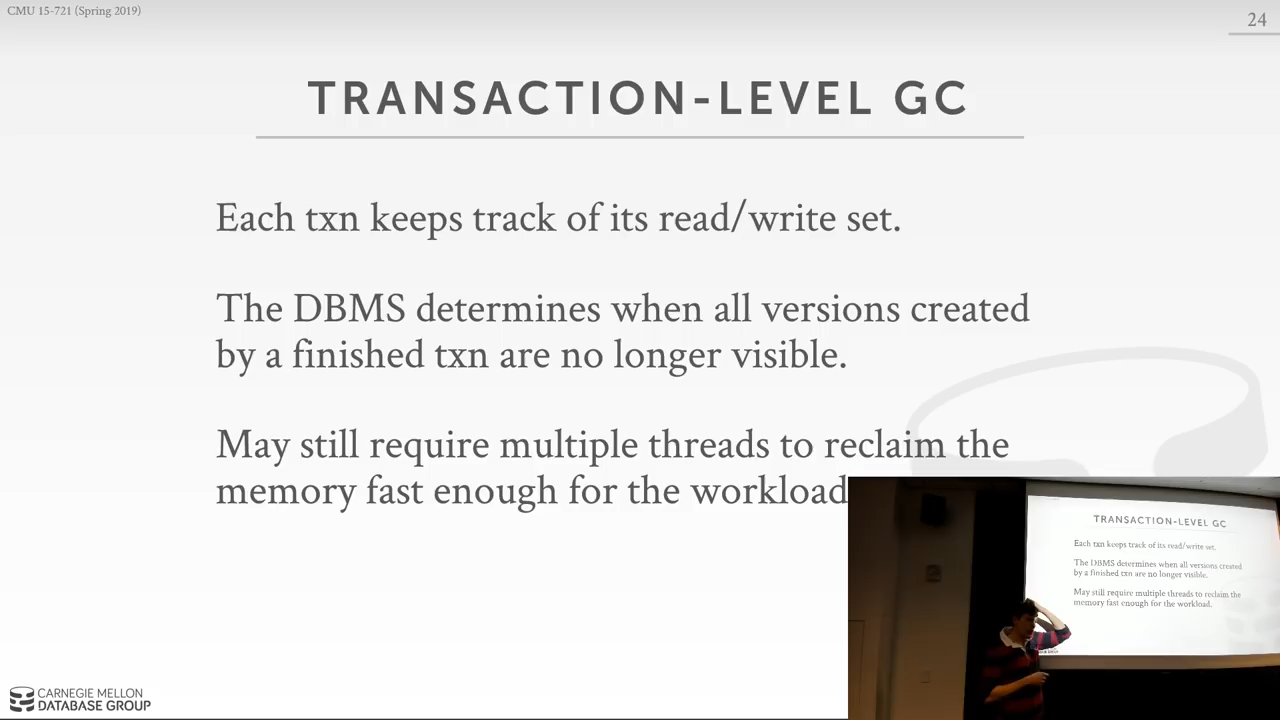 CMU 15-721 (Spring 2019)
24
TRANSACTION-LEVEL GC
Each txn keeps track of its read/write set.
The DBMS determines when all versions created
by a finished txn are no longer visible.
May still require multiple threads to reclaim the
memory fast enough for the workload
TRANSACTION-LEVEL GC
Each txn keeps track of its read/write set.
The DBMS determines when all versions created
by a finished txn are no longer visible.
May still require multiple threads to reclaim the
memory fast enough for the workload.
CARNEGIE MELLON
DATABASE GROUP